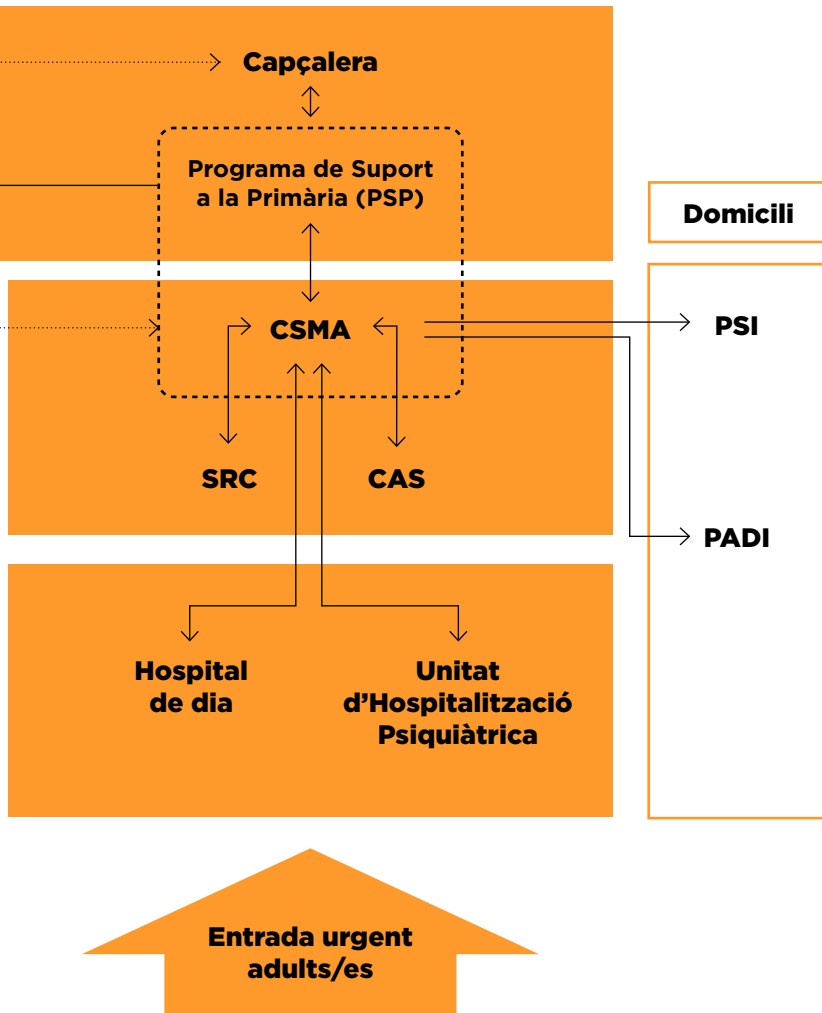 Capçalera
Programa de Suport
a la Primària (PSP)
Domicili
CSMA
PSI
SRC
CAS
PADI
Hospital
de dia
Unitat
d'Hospitalització
Psiquiàtrica
Entrada urgent
adults/es